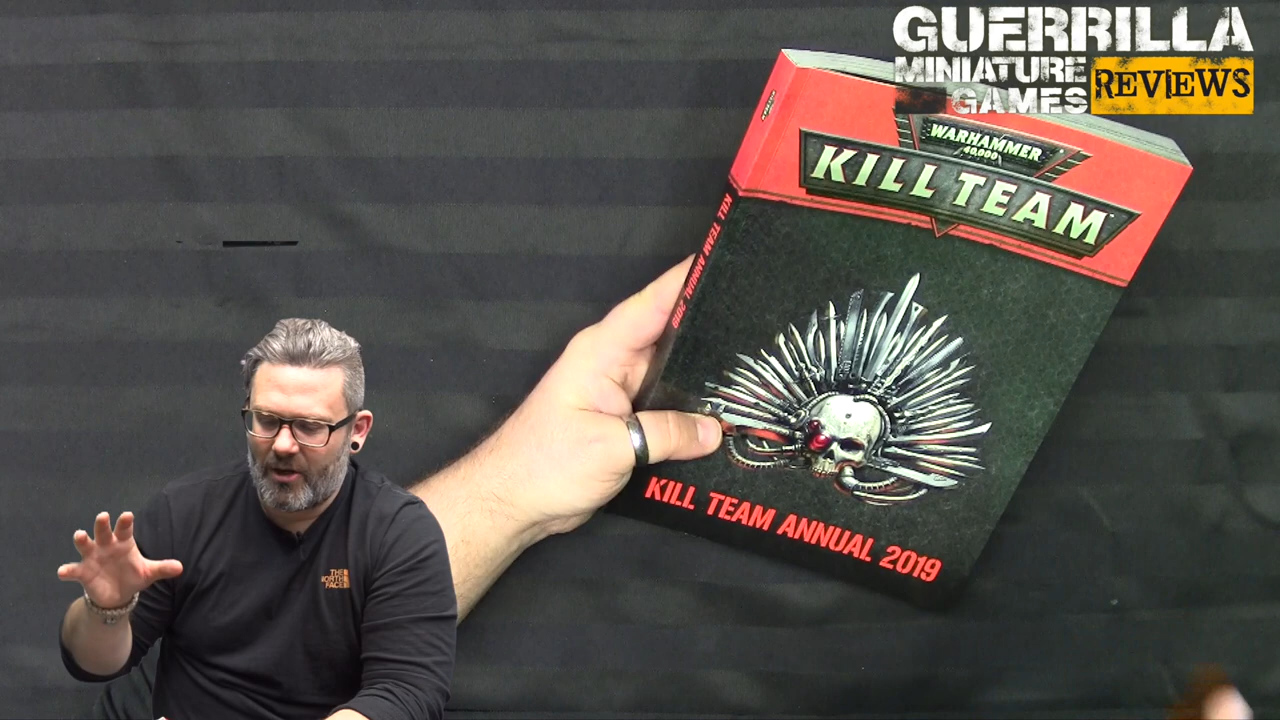 GUERRILLA
MINIATURE
GAMES
REVIEWS
WARHAMMER
40,000
KILL TEAM
KILL TEAM ANNUAL 2019
KILL TEAM ANNUAL 2019
THE
NORTH
FACE